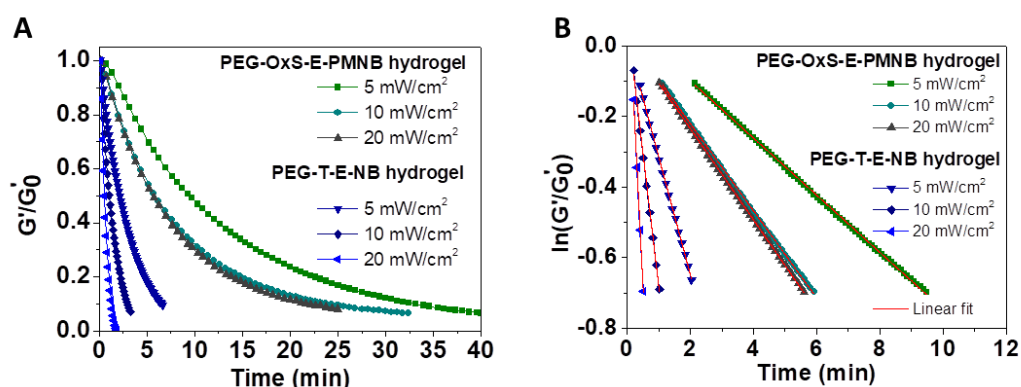 A
PEG-OxS-E-PMNB hydrogel
5 mW/cm²
10 mW/cm²
20 mW/cm²
PEG-T-E-NB hydrogel
5 mW/cm²
10 mW/cm²
20 mW/cm²
G'/G'₀
1.0
0.8
0.6
0.4
0.2
0.0
0 5 10 15 20 25 30 35 40
Time (min)
B
PEG-OxS-E-PMNB hydrogel
5 mW/cm²
10 mW/cm²
20 mW/cm²
PEG-T-E-NB hydrogel
5 mW/cm²
10 mW/cm²
20 mW/cm²
Linear fit
ln(G'/G'₀)
-0.0
-0.2
-0.4
-0.6
-0.8
0 2 4 6 8 10 12
Time (min)